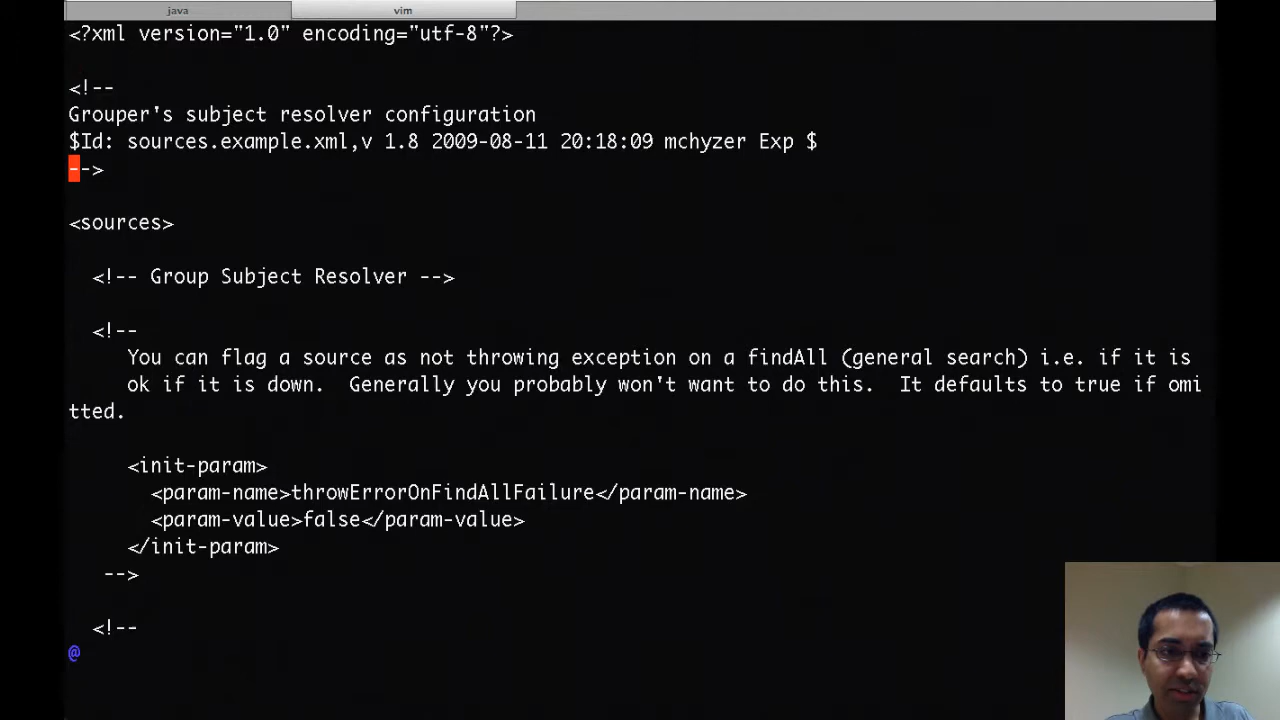 java
vim
<?xml version="1.0" encoding="utf-8"?>
<!--
Grouper's subject resolver configuration
$Id: sources.example.xml,v 1.8 2009-08-11 20:18:09 mchyzer Exp $
-->
<sources>
<!-- Group Subject Resolver -->
<!--
You can flag a source as not throwing exception on a findAll (general search) i.e. if it is
ok if it is down.  Generally you probably won't want to do this.  It defaults to true if omi
tted.
<init-param>
<param-name>throwErrorOnFindAllFailure</param-name>
<param-value>false</param-value>
</init-param>
-->
<!--
@